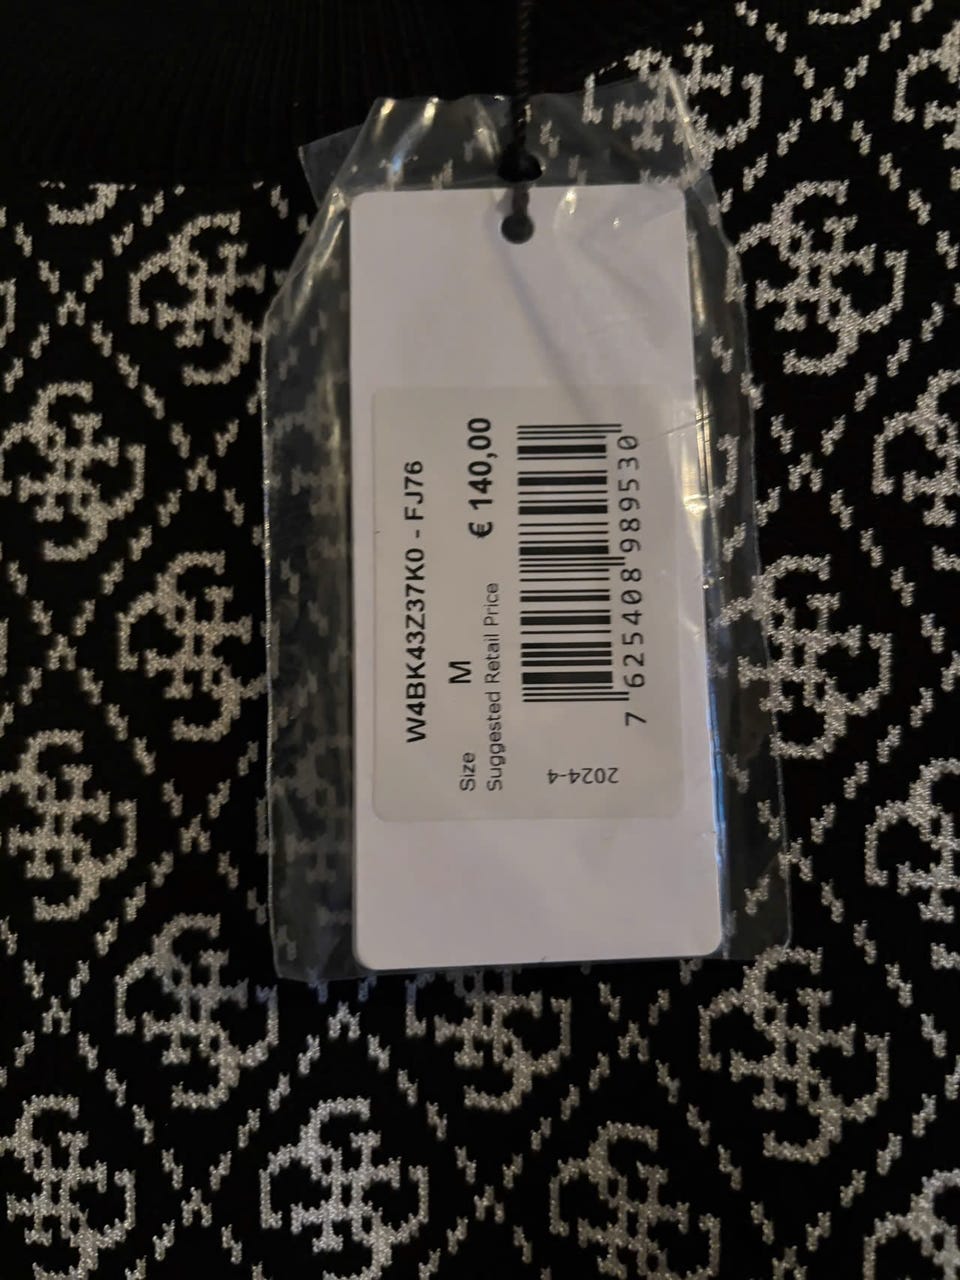 W4BK43Z37K0 - FJ76
Size M
Suggested Retail Price € 140,00
7 625408 989530
2024-4